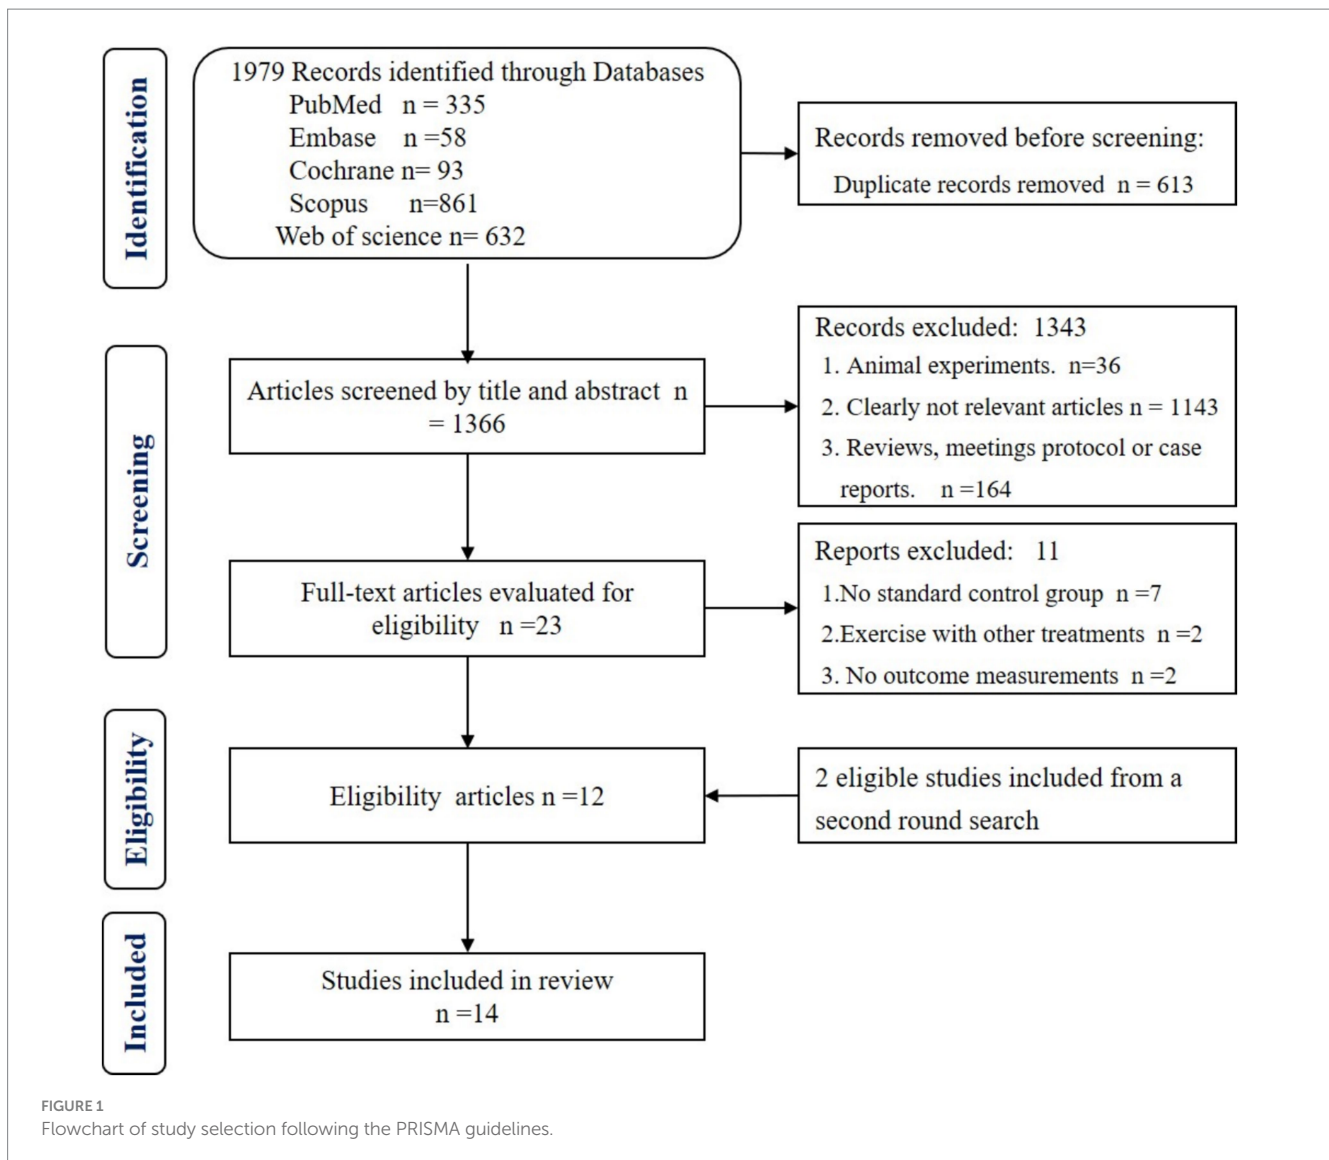 Identification
1979 Records identified through Databases
PubMed n = 335
Embase n =58
Cochrane n= 93
Scopus n=861
Web of science n= 632
Records removed before screening:
Duplicate records removed n = 613
Screening
Articles screened by title and abstract n
= 1366
Records excluded: 1343
1. Animal experiments. n=36
2. Clearly not relevant articles n = 1143
3. Reviews, meetings protocol or case
reports. n =164
Full-text articles evaluated for
eligibility n =23
Reports excluded: 11
1.No standard control group n =7
2.Exercise with other treatments n =2
3. No outcome measurements n =2
Eligibility
Eligibility articles n =12
2 eligible studies included from a
second round search
Included
Studies included in review
n =14
FIGURE 1
Flowchart of study selection following the PRISMA guidelines.